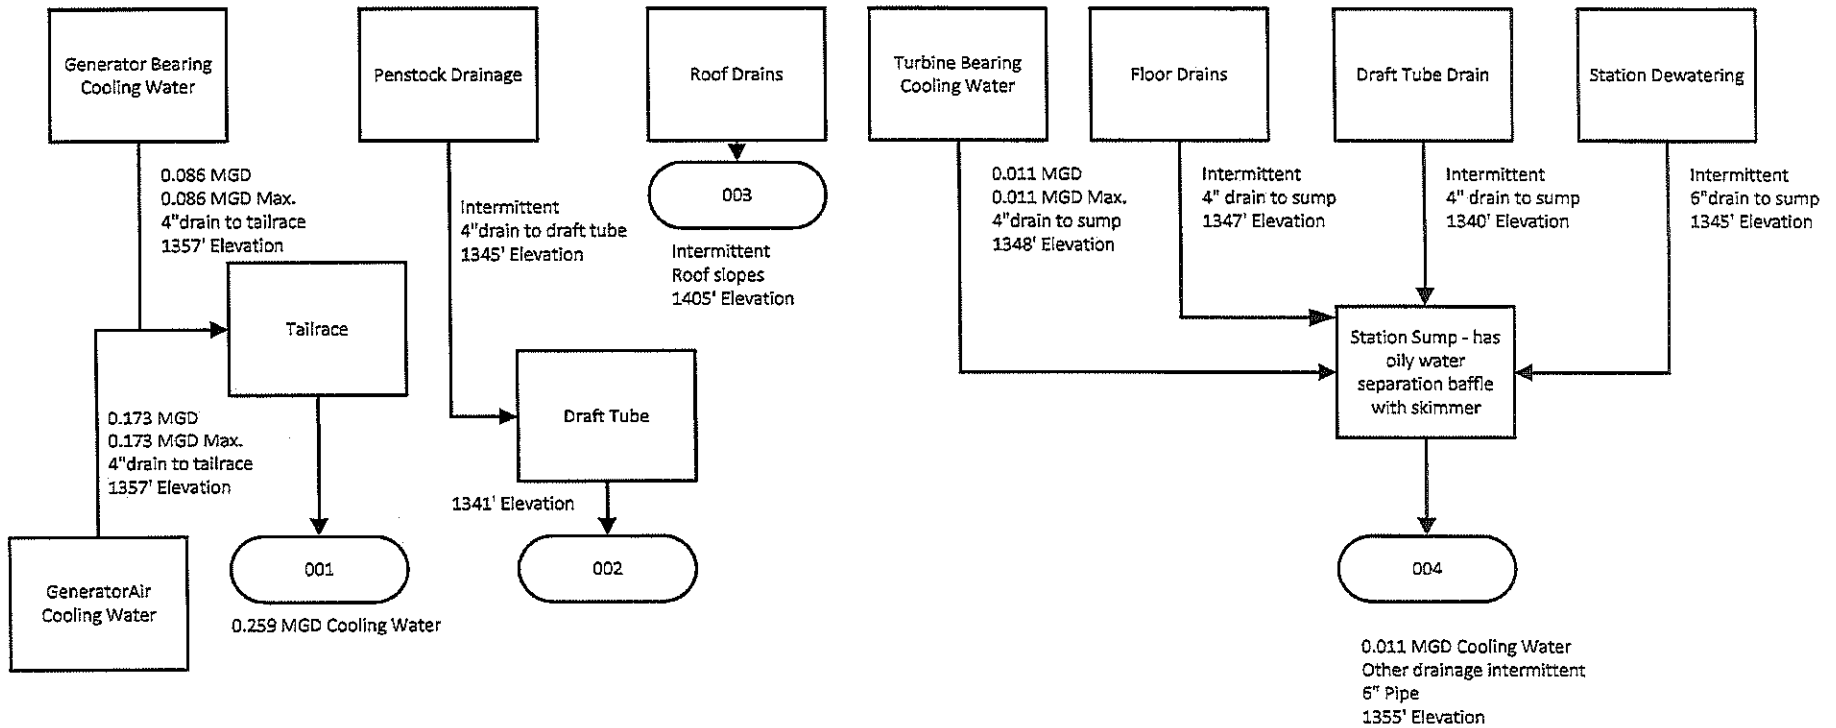 Generator Bearing
Cooling Water
Penstock Drainage
Roof Drains
Turbine Bearing
Cooling Water
Floor Drains
Draft Tube Drain
Station Dewatering
0.086 MGD
0.086 MGD Max.
4"drain to tailrace
1357' Elevation
Intermittent
4"drain to draft tube
1345' Elevation
003
Intermittent
Roof slopes
1405' Elevation
0.011 MGD
0.011 MGD Max.
4"drain to sump
1348' Elevation
Intermittent
4" drain to sump
1347' Elevation
Intermittent
4" drain to sump
1340' Elevation
Intermittent
6"drain to sump
1345' Elevation
Tailrace
Station Sump - has
oily water
separation baffle
with skimmer
Draft Tube
0.173 MGD
0.173 MGD Max.
4"drain to tailrace
1357' Elevation
1341' Elevation
GeneratorAir
Cooling Water
001
0.259 MGD Cooling Water
002
004
0.011 MGD Cooling Water
Other drainage intermittent
6" Pipe
1355' Elevation